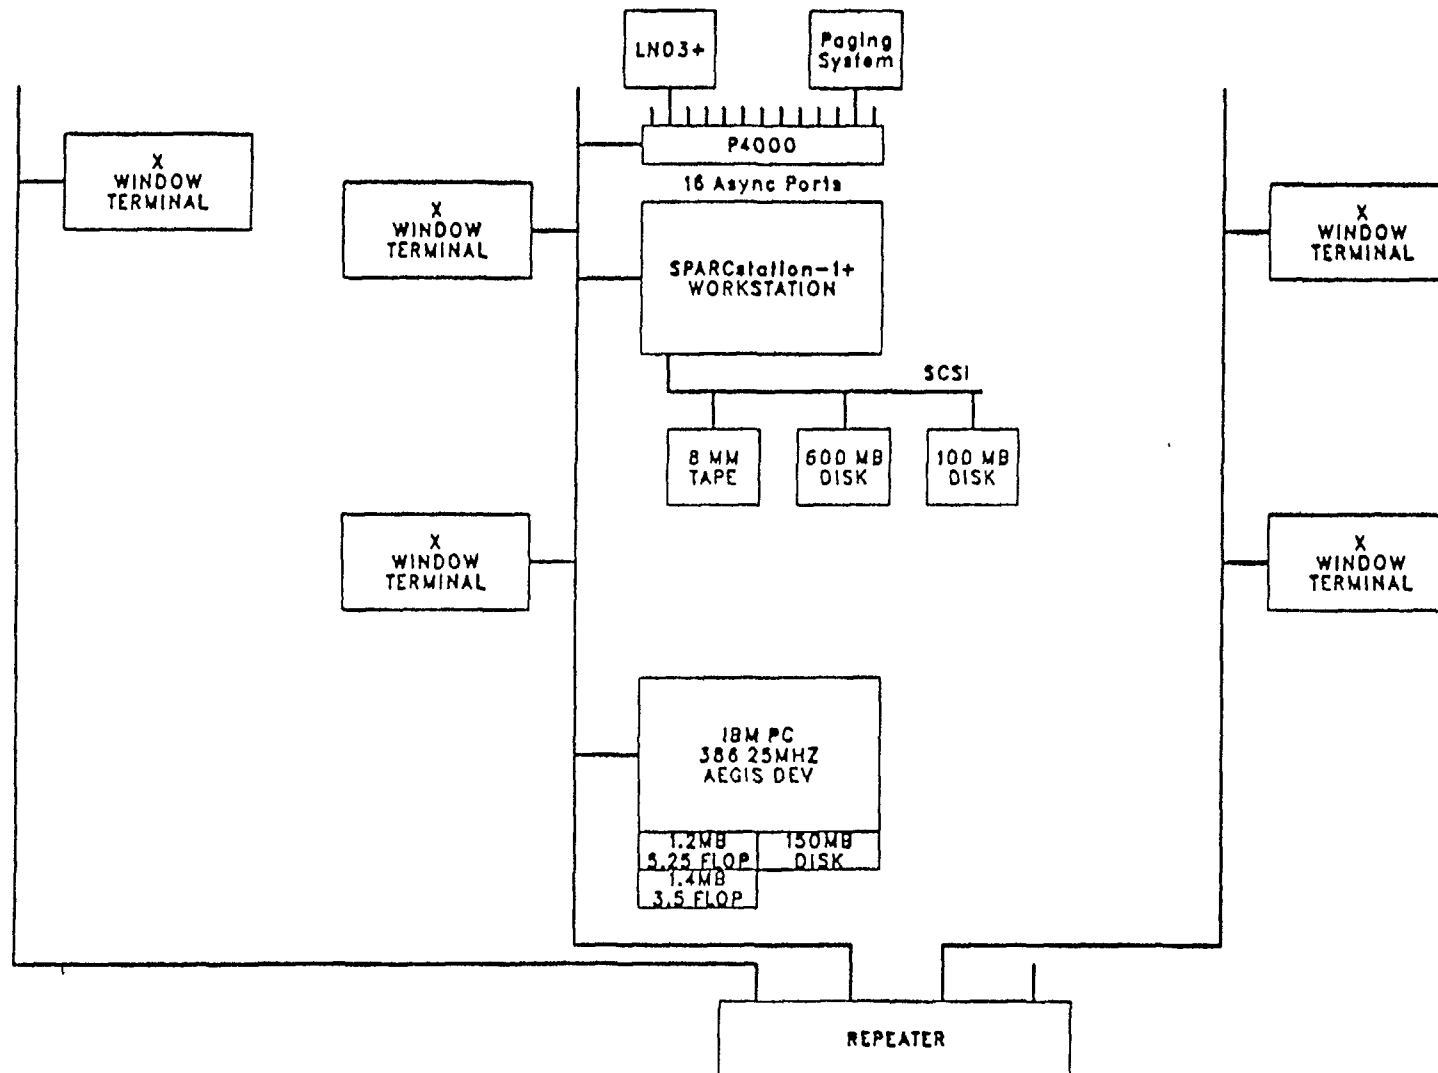 LN03+
Paging
System
P4000
16 Async Ports
X
WINDOW
TERMINAL
X
WINDOW
TERMINAL
X
WINDOW
TERMINAL
SPARCstation-1+
WORKSTATION
SCSI
8 MM
TAPE
600 MB
DISK
100 MB
DISK
X
WINDOW
TERMINAL
X
WINDOW
TERMINAL
IBM PC
386 25MHZ
AEGIS DEV
1.2MB
5.25 FLOP
150MB
DISK
1.4MB
3.5 FLOP
REPEATER